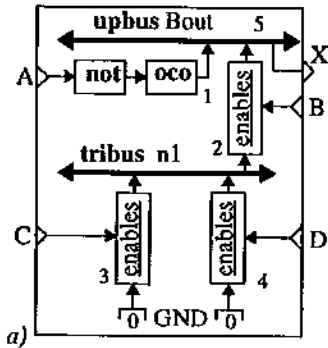 upbus Bout 5
X
A not oco
1
B
enables
2
tribus n1
C enables enables D
3 4
0 GND 0
a)